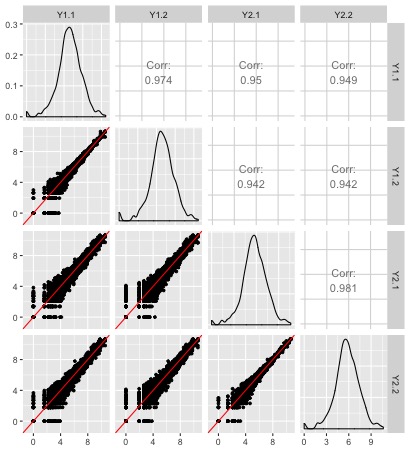 Y1.1 Y1.2 Y2.1 Y2.2
0.3
0.2
0.1
0.0
Corr:
0.974
Corr:
0.95
Corr:
0.949
Y1.1
8
4
0
Corr:
0.942
Corr:
0.942
Y1.2
8
4
0
Corr:
0.981
Y2.1
8
4
0
Y2.2
0 4 8 0 4 8 0 4 8 0 3 6 9